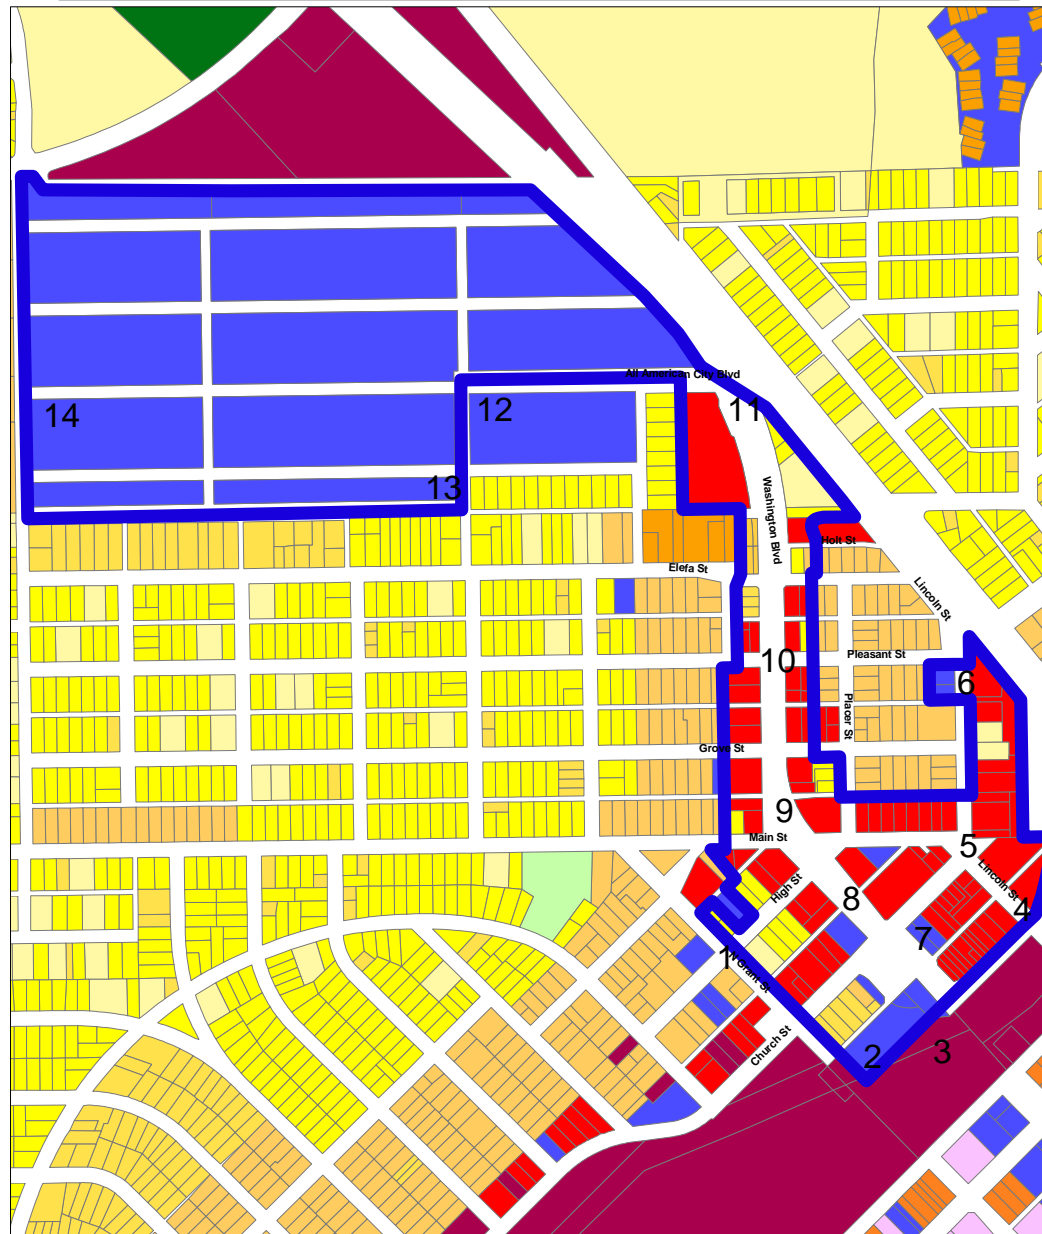 All American City Blvd
14
12
11
13
Washington Blvd
Holt St
Elefa St
Lincoln St
Pleasant St
10
6
Placer St
Grove St
9
Main St
5
High St
Lincoln St
8
4
7
1
W Grant St
Church St
2
3